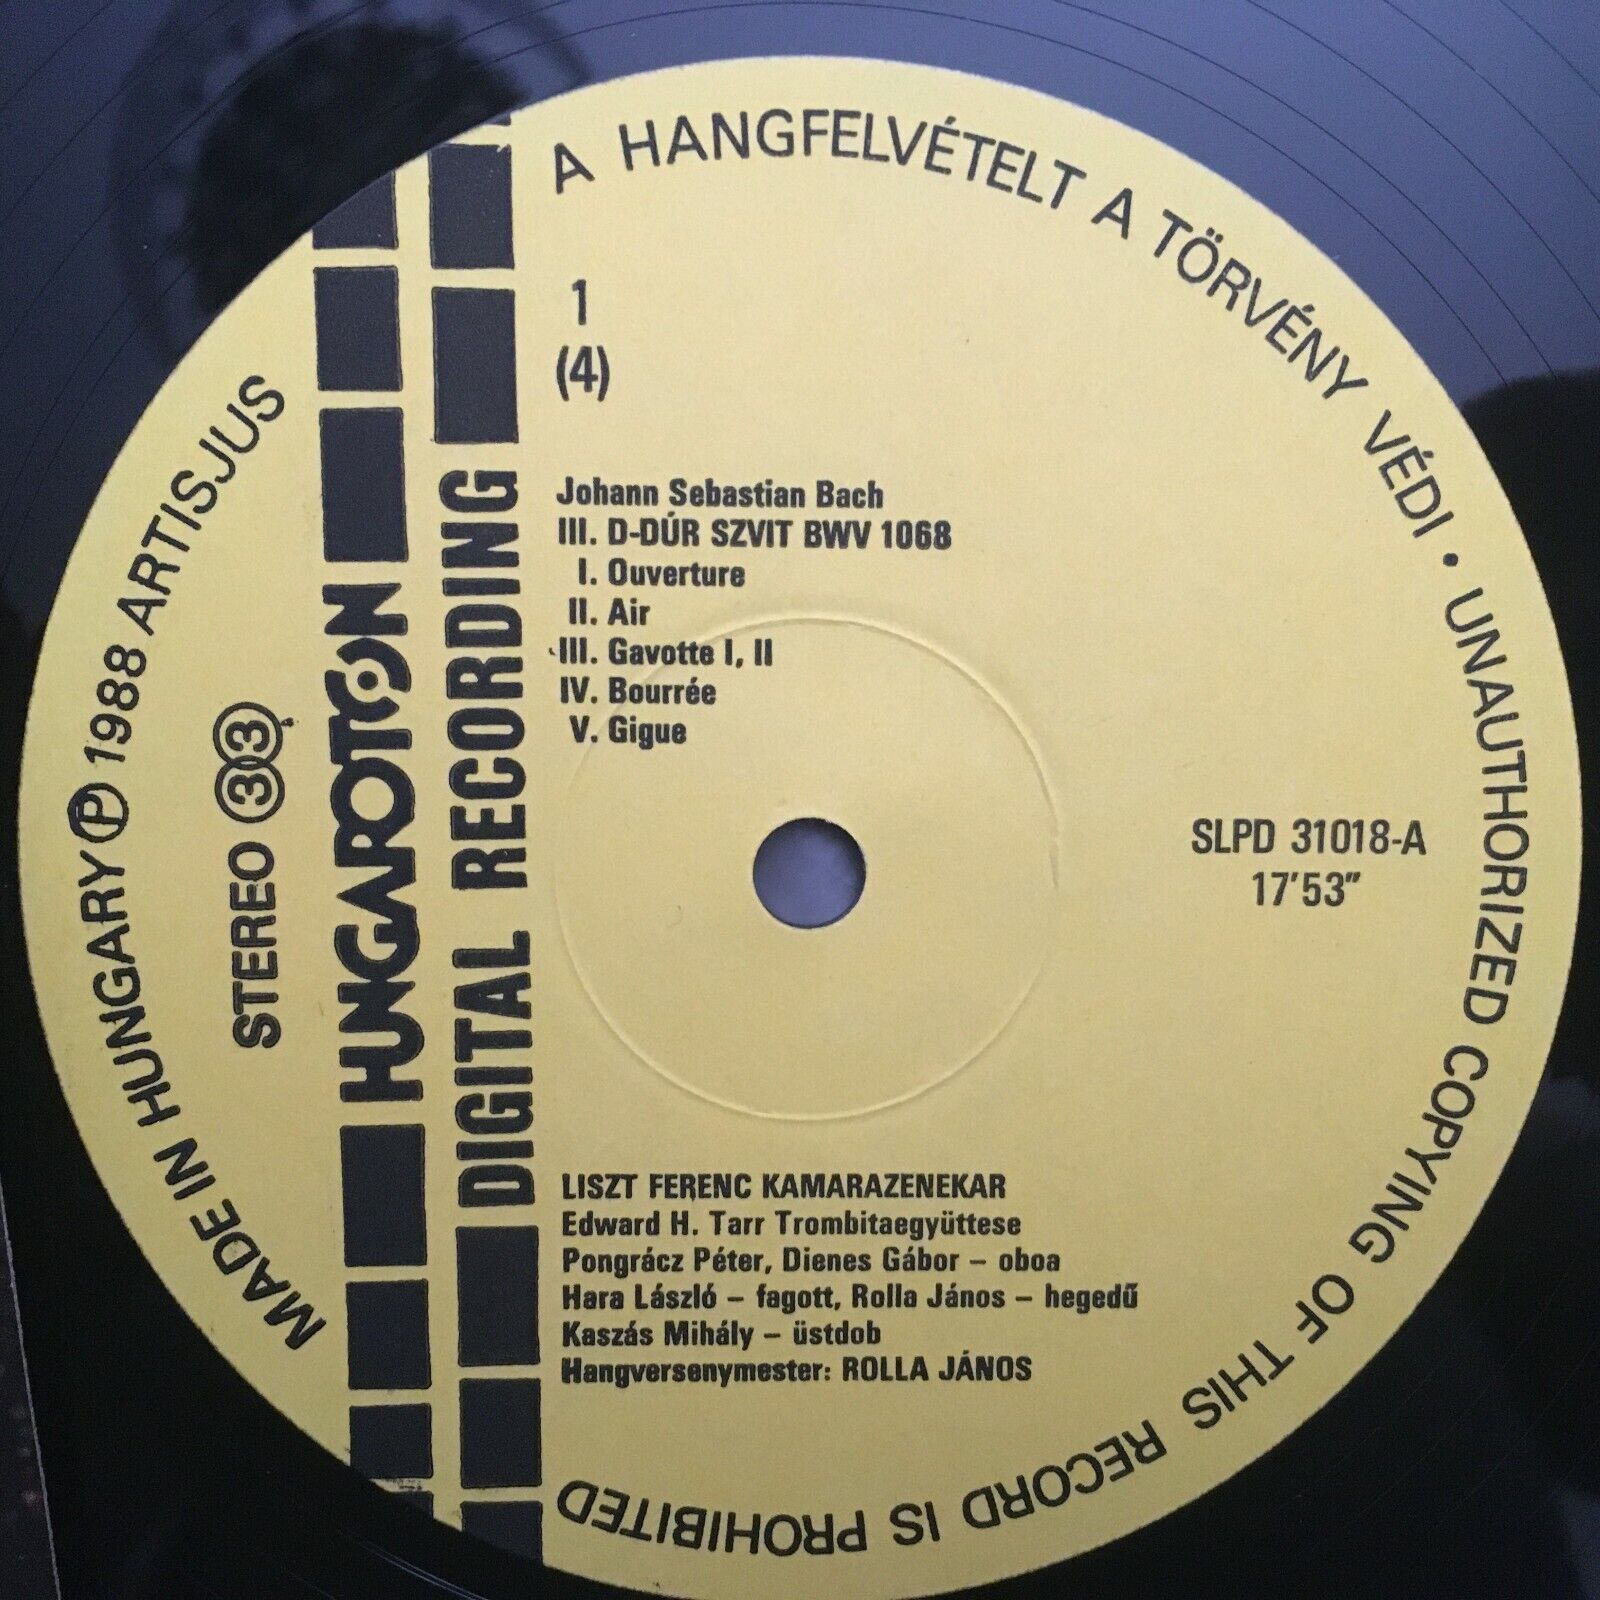 A HANGFELVÉTELT A TÖRVÉNY VÉDI • UNAUTHORIZED COPYING OF THIS RECORD IS PROHIBITED
MADE IN HUNGARY Ⓟ 1988 ARTISJUS
STEREO 33
HUNGAROTON
DIGITAL RECORDING
1
(4)
Johann Sebastian Bach
III. D-DÚR SZVIT BWV 1068
I. Ouverture
II. Air
III. Gavotte I, II
IV. Bourrée
V. Gigue
SLPD 31018-A
17’53”
LISZT FERENC KAMARAZENEKAR
Edward H. Tarr Trombitaegyüttese
Pongrácz Péter, Dienes Gábor – oboa
Hara László – fagott, Rolla János – hegedű
Kaszás Mihály – üstdob
Hangversenymester: ROLLA JÁNOS